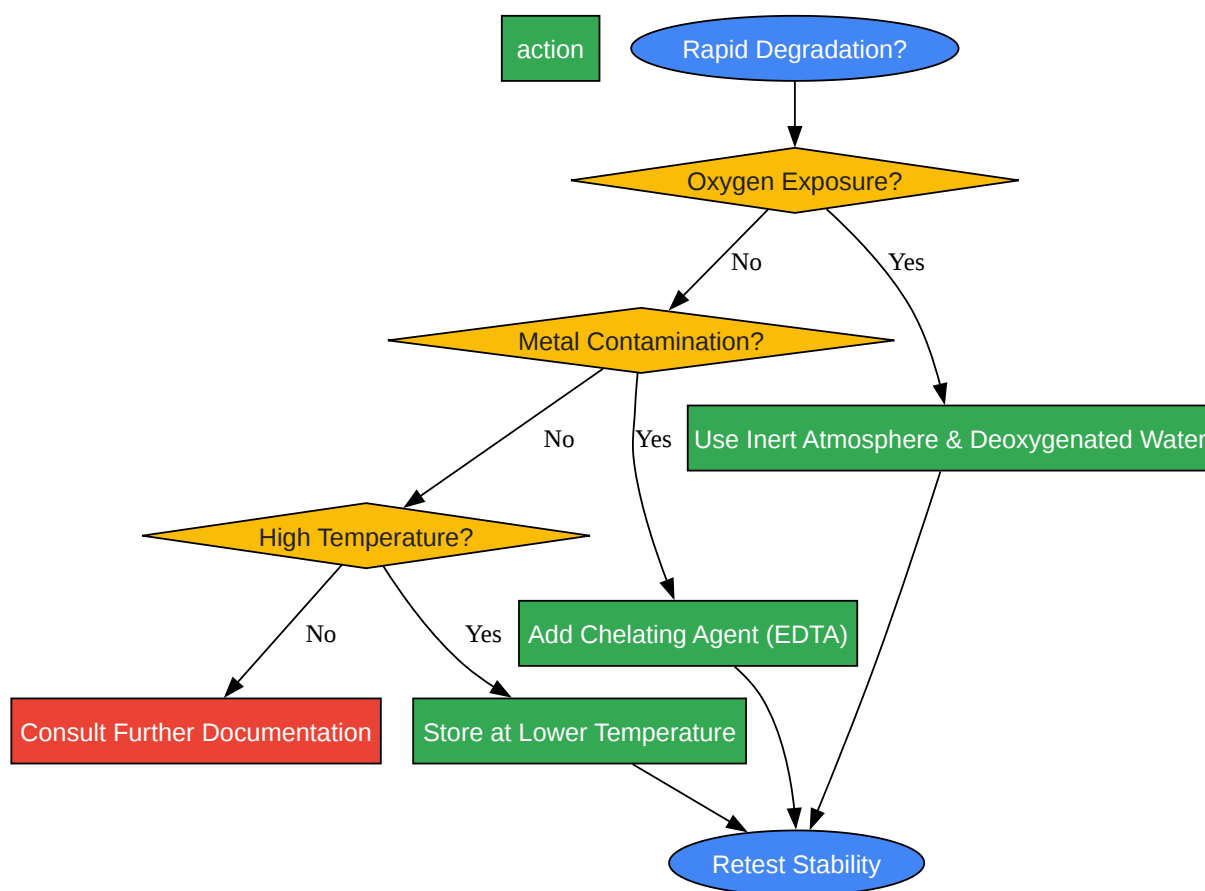 action
Rapid Degradation?
Oxygen Exposure?
No
Yes
Metal Contamination?
No
Yes
Use Inert Atmosphere & Deoxygenated Water
High Temperature?
No
Yes
Add Chelating Agent (EDTA)
Consult Further Documentation
Store at Lower Temperature
Retest Stability